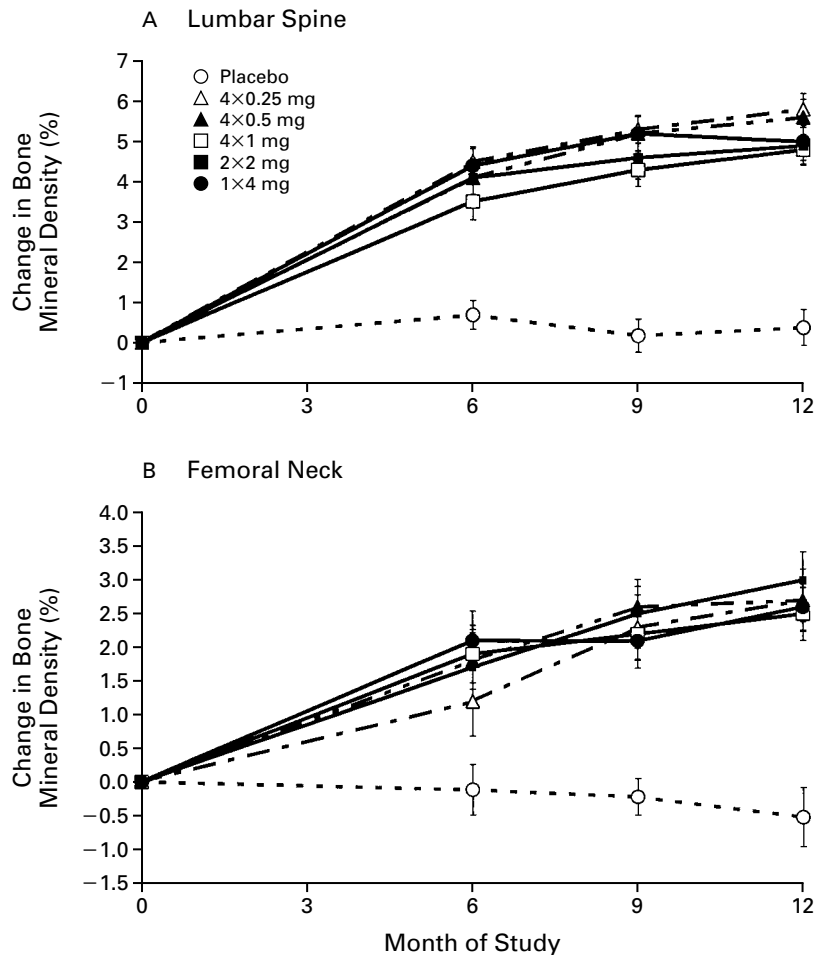 A Lumbar Spine
7
6
5
4
3
2
1
0
−1
Change in Bone
Mineral Density (%)
Placebo
4×0.25 mg
4×0.5 mg
4×1 mg
2×2 mg
1×4 mg
0 3 6 9 12
B Femoral Neck
4.0
3.5
3.0
2.5
2.0
1.5
1.0
0.5
0.0
−0.5
−1.0
−1.5
Change in Bone
Mineral Density (%)
0 3 6 9 12
Month of Study